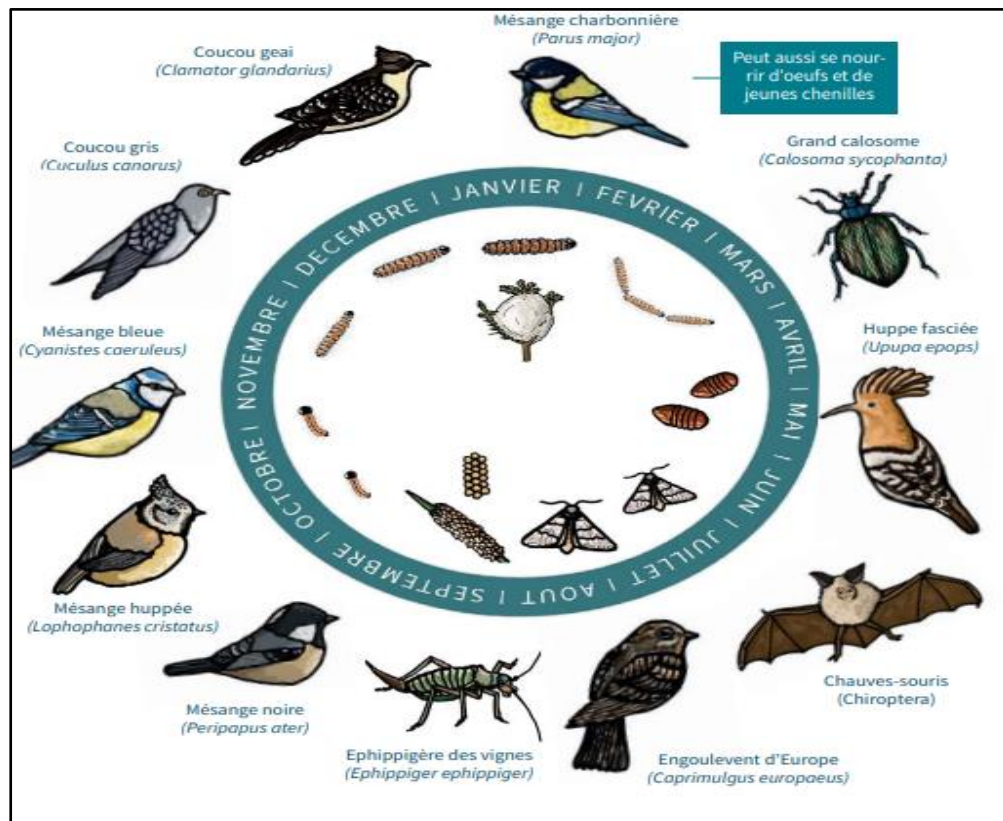 Mésange charbonnière
(Parus major)
Coucou geai
(Clamator glandarius)
Peut aussi se nour-
rir d'oeufs et de
jeunes chenilles
Coucou gris
(Cuculus canorus)
Grand calosome
(Calosoma sycophanta)
JANVIER | FEVRIER | MARS | AVRIL | MAI | JUIN | JUILLET | AOUT | SEPTEMBRE | OCTOBRE | NOVEMBRE | DECEMBRE |
Mésange bleue
(Cyanistes caeruleus)
Huppe fasciée
(Upupa epops)
Mésange huppée
(Lophophanes cristatus)
Chauves-souris
(Chiroptera)
Mésange noire
(Peripapus ater)
Ephippigère des vignes
(Ephippiger ephippiger)
Engoulevent d'Europe
(Caprimulgus europaeus)